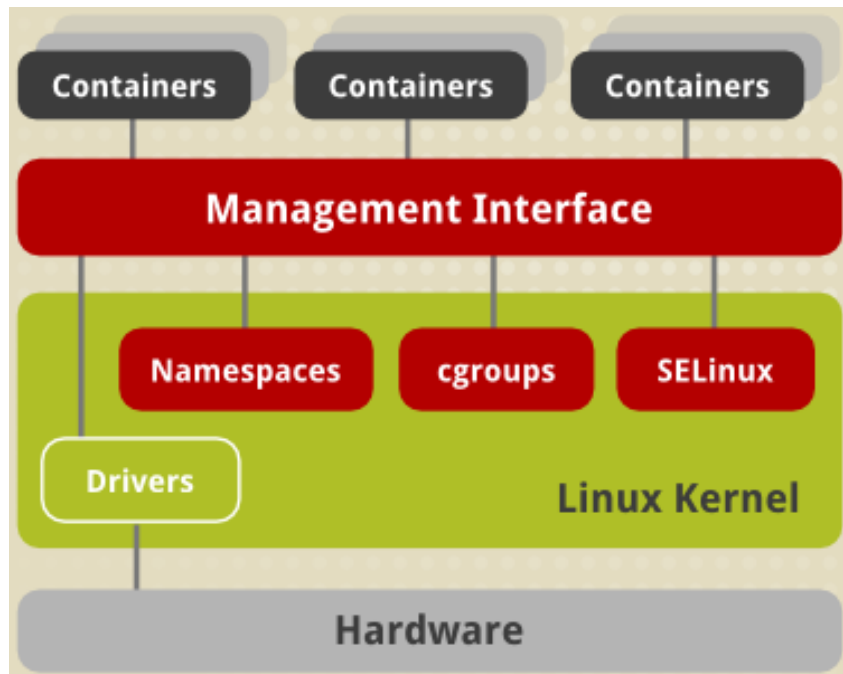 Containers
Containers
Containers
Management Interface
Namespaces
cgroups
SELinux
Drivers
Linux Kernel
Hardware